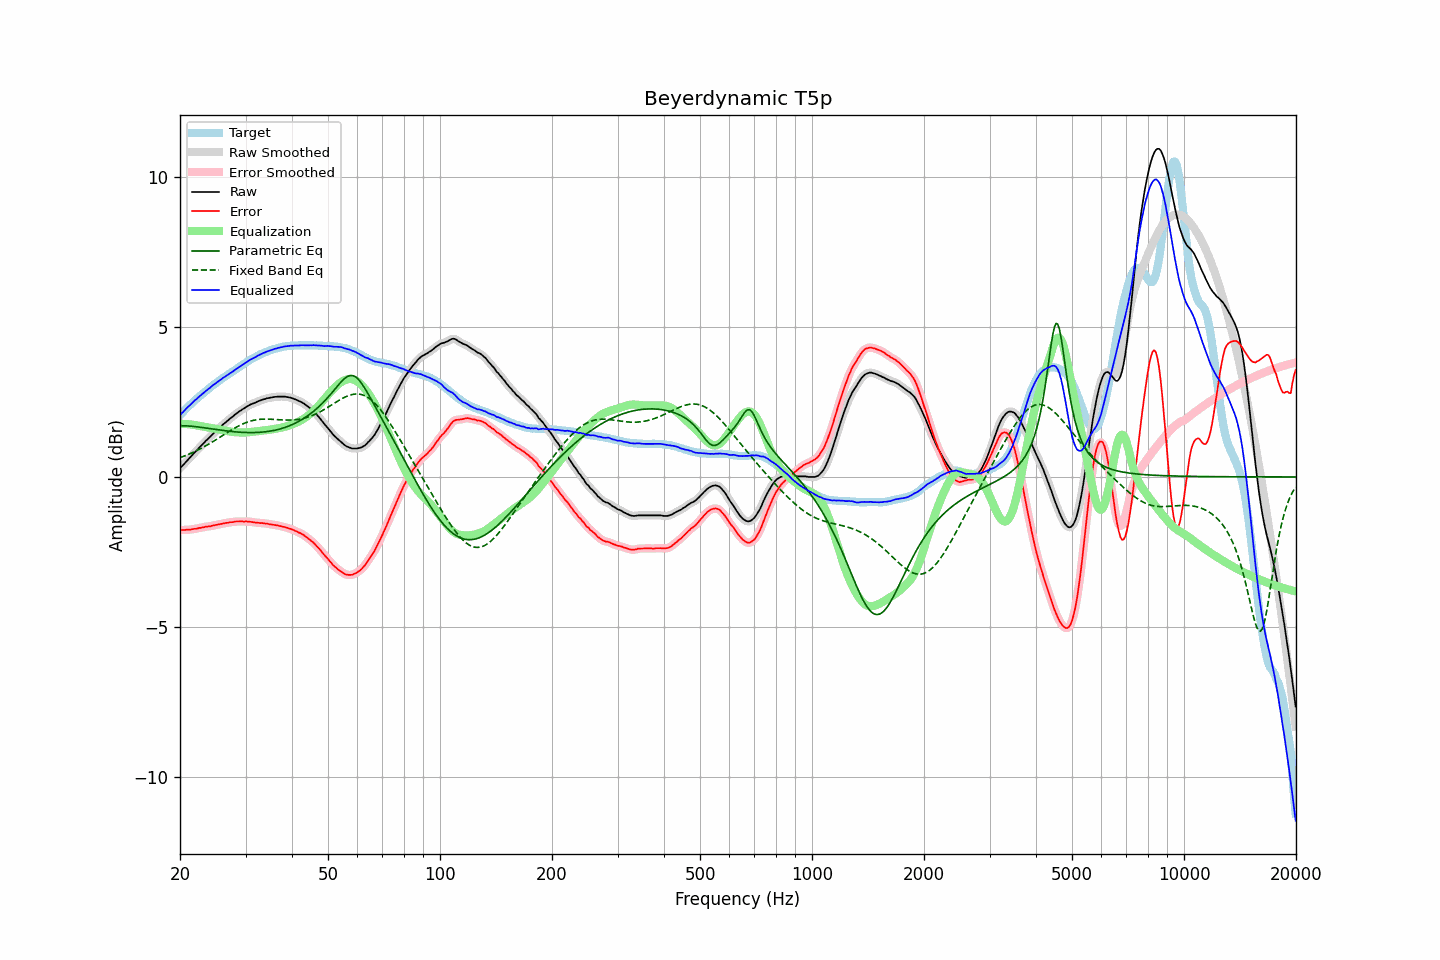 Beyerdynamic T5p
Target
Raw Smoothed
Error Smoothed
Raw
Error
Equalization
Parametric Eq
Fixed Band Eq
Equalized
10
5
0
−5
−10
Amplitude (dBr)
20 50 100 200 500 1000 2000 5000 10000 20000
Frequency (Hz)